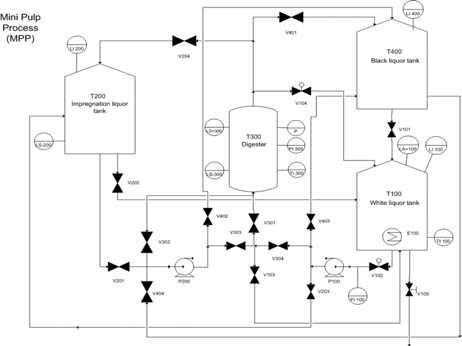 Mini Pulp
Process
(MPP)
LI 200
V204
V401
LI 400
T400
Black liquor tank
T200
Impregnation liquor
tank
V104
LS+300
P
T300
Digester
PI 300
LS-300
TI 300
LS-200
V101
LA+100
LI 100
V202
T100
White liquor tank
V402
V301
V403
V302
V303
V304
E100
TI 100
V201
P200
V103
P100
V102
V404
V203
FI 100
V105